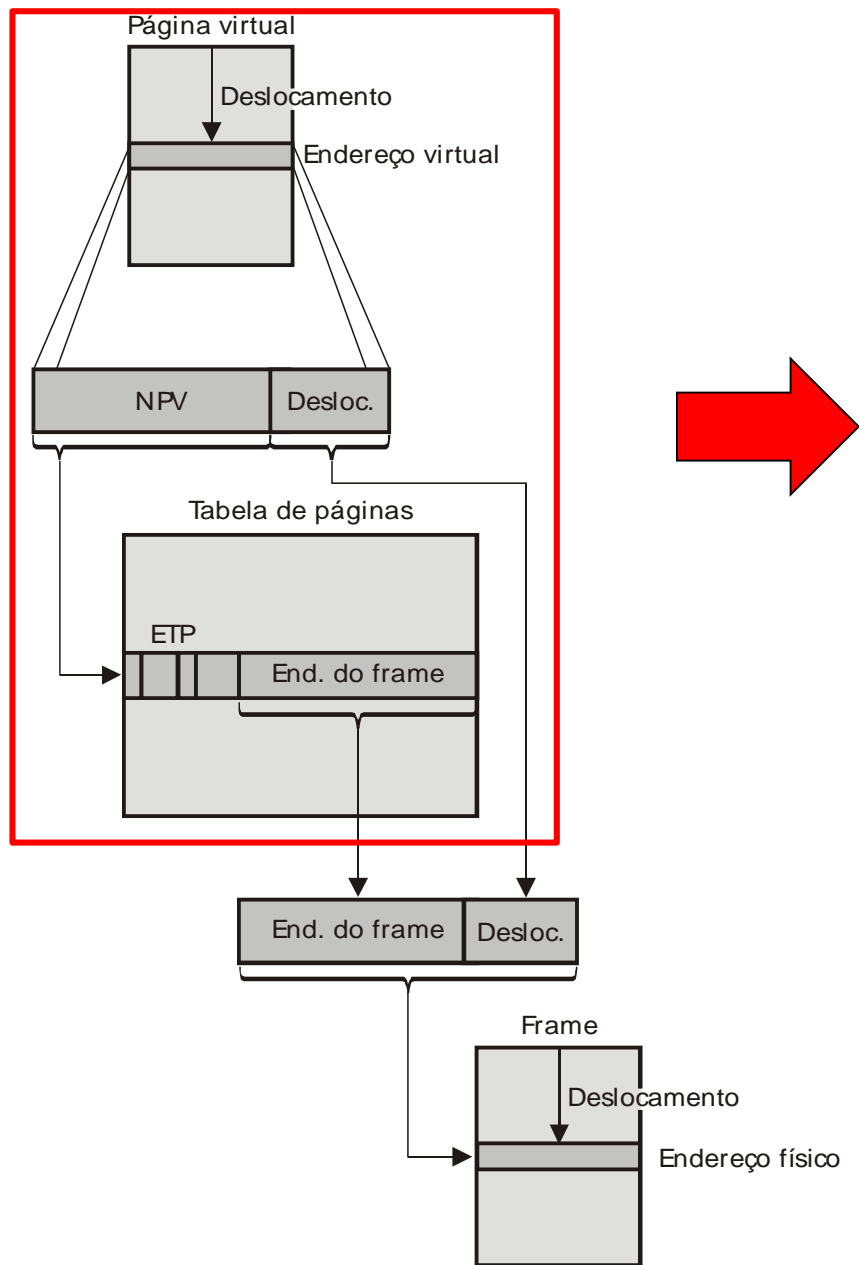 Página virtual
Deslocamento
Endereço virtual
NPV
Desloc.
Tabela de páginas
ETP
End. do frame
End. do frame
Desloc.
Frame
Deslocamento
Endereço físico